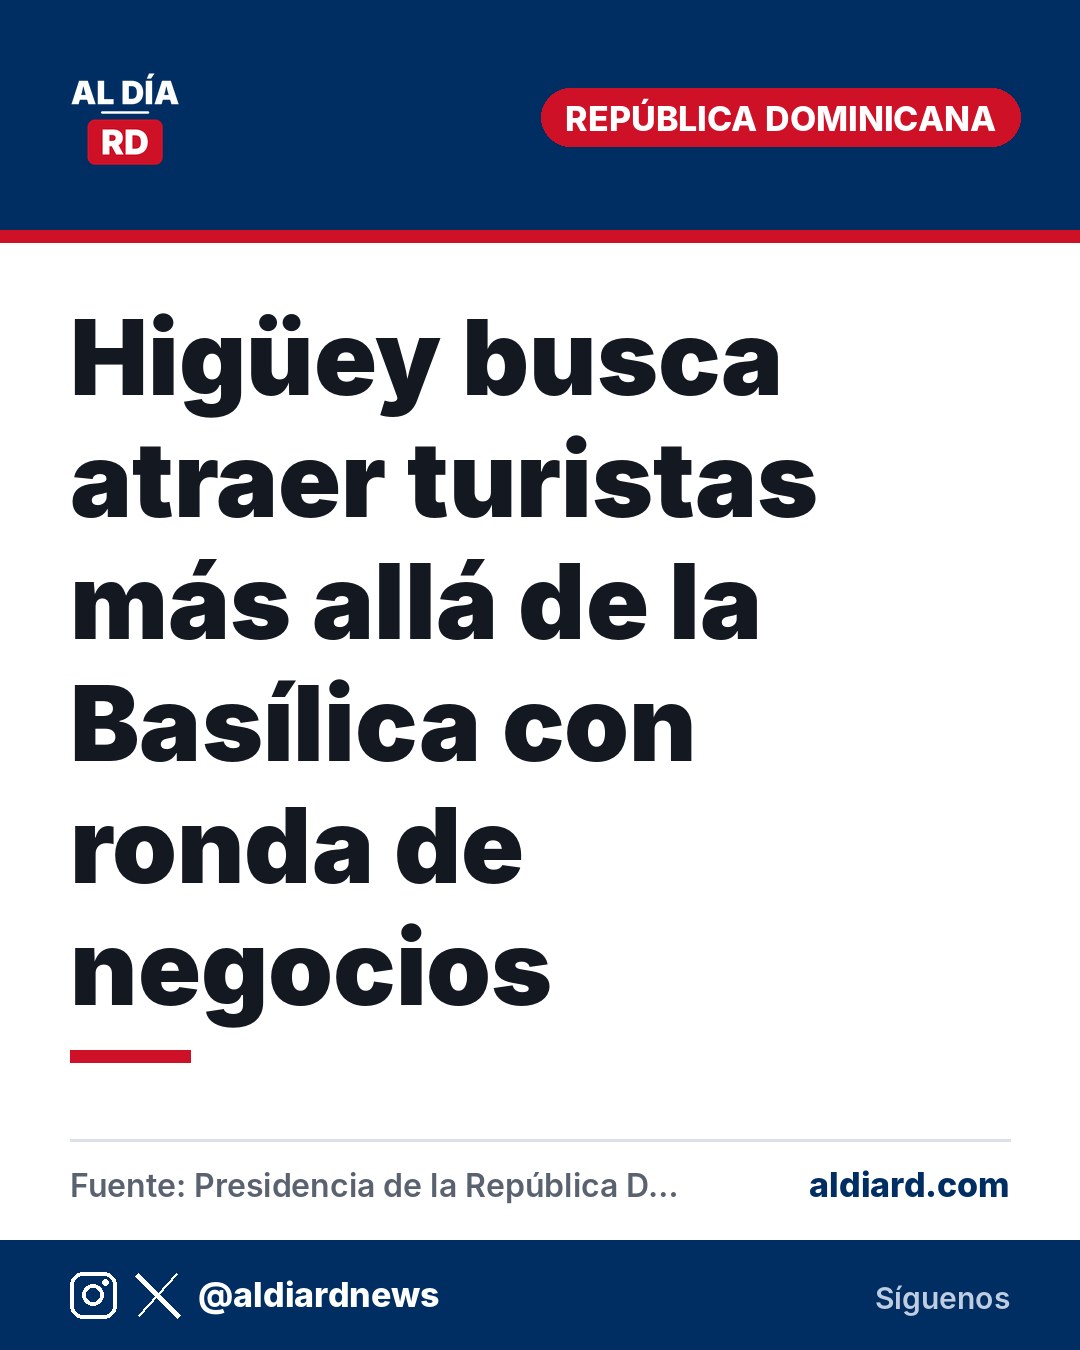 AL DÍA
RD
REPÚBLICA DOMINICANA
Higüey busca
atraer turistas
más allá de la
Basílica con
ronda de
negocios
Fuente: Presidencia de la República D...
aldiard.com
@aldiardnews
Síguenos